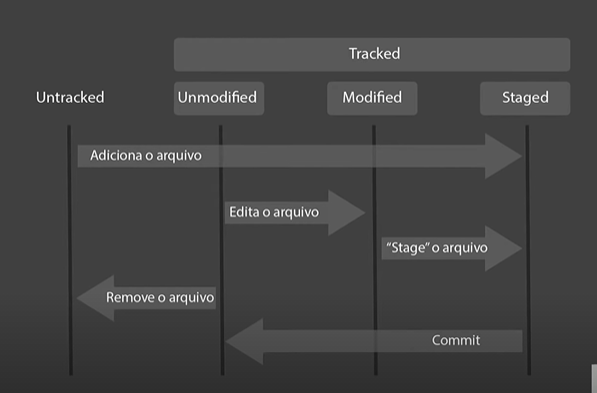 Tracked
Untracked
Unmodified
Modified
Staged
Adiciona o arquivo
Edita o arquivo
“Stage” o arquivo
Remove o arquivo
Commit